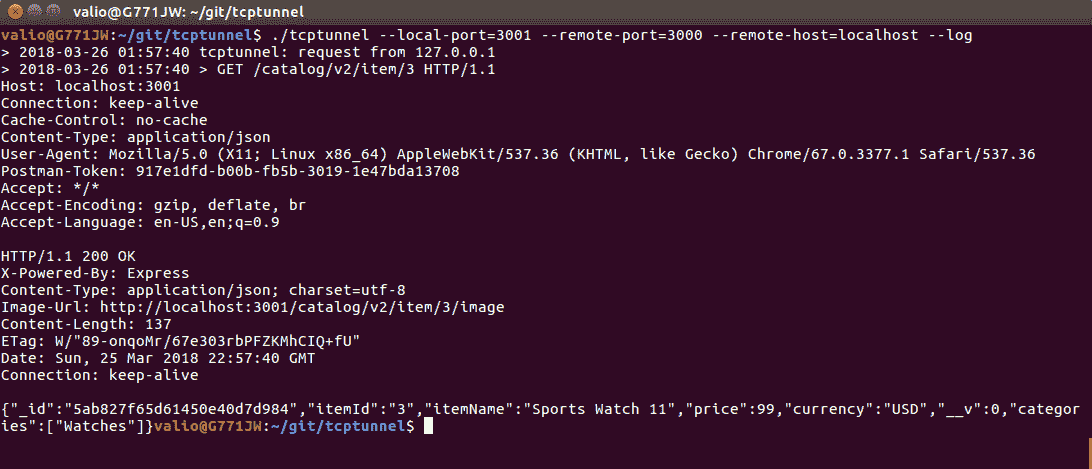 valio@G771JW: ~/git/tcptunnel
valio@G771JW:~/git/tcptunnel$ ./tcptunnel --local-port=3001 --remote-port=3000 --remote-host=localhost --log
> 2018-03-26 01:57:40 tcptunnel: request from 127.0.0.1
> 2018-03-26 01:57:40 > GET /catalog/v2/item/3 HTTP/1.1
Host: localhost:3001
Connection: keep-alive
Cache-Control: no-cache
Content-Type: application/json
User-Agent: Mozilla/5.0 (X11; Linux x86_64) AppleWebKit/537.36 (KHTML, like Gecko) Chrome/67.0.3377.1 Safari/537.36
Postman-Token: 917e1dfd-b00b-fb5b-3019-1e47bda13708
Accept: */*
Accept-Encoding: gzip, deflate, br
Accept-Language: en-US,en;q=0.9
HTTP/1.1 200 OK
X-Powered-By: Express
Content-Type: application/json; charset=utf-8
Image-Url: http://localhost:3001/catalog/v2/item/3/image
Content-Length: 137
ETag: W/"89-onqoMr/67e303rbPFZKMhCIQ+fU"
Date: Sun, 25 Mar 2018 22:57:40 GMT
Connection: keep-alive
{"_id":"5ab827f65d61450e40d7d984","itemId":"3","itemName":"Sports Watch 11","price":99,"currency":"USD","__v":0,"categor
ies":["Watches"]}valio@G771JW:~/git/tcptunnel$